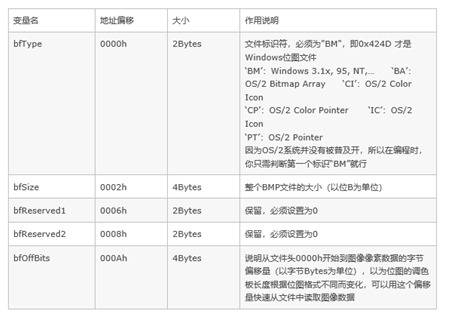 变量名 地址偏移 大小 作用说明
bfType 0000h 2Bytes 文件标识符，必须为"BM"，即0x424D 才是
Windows位图文件
‘BM’：Windows 3.1x, 95, NT,… ‘BA’：
OS/2 Bitmap Array ‘CI’：OS/2 Color
Icon
‘CP’：OS/2 Color Pointer ‘IC’：OS/2
Icon
‘PT’：OS/2 Pointer
因为OS/2系统并没有被普及开，所以在编程时，
你只需判断第一个标识“BM”就行
bfSize 0002h 4Bytes 整个BMP文件的大小（以位B为单位）
bfReserved1 0006h 2Bytes 保留，必须设置为0
bfReserved2 0008h 2Bytes 保留，必须设置为0
bfOffBits 000Ah 4Bytes 说明从文件头0000h开始到图像像素数据的字节
偏移量（以字节Bytes为单位），以为位图的调色
板长度根据位图格式不同而变化，可以用这个偏移
量快速从文件中读取图像数据